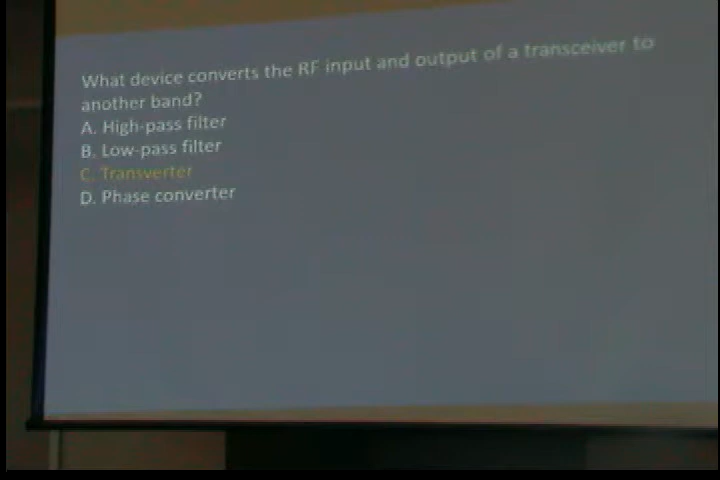 What device converts the RF input and output of a transceiver to
another band?
A. High-pass filter
B. Low-pass filter
C. Transverter
D. Phase converter